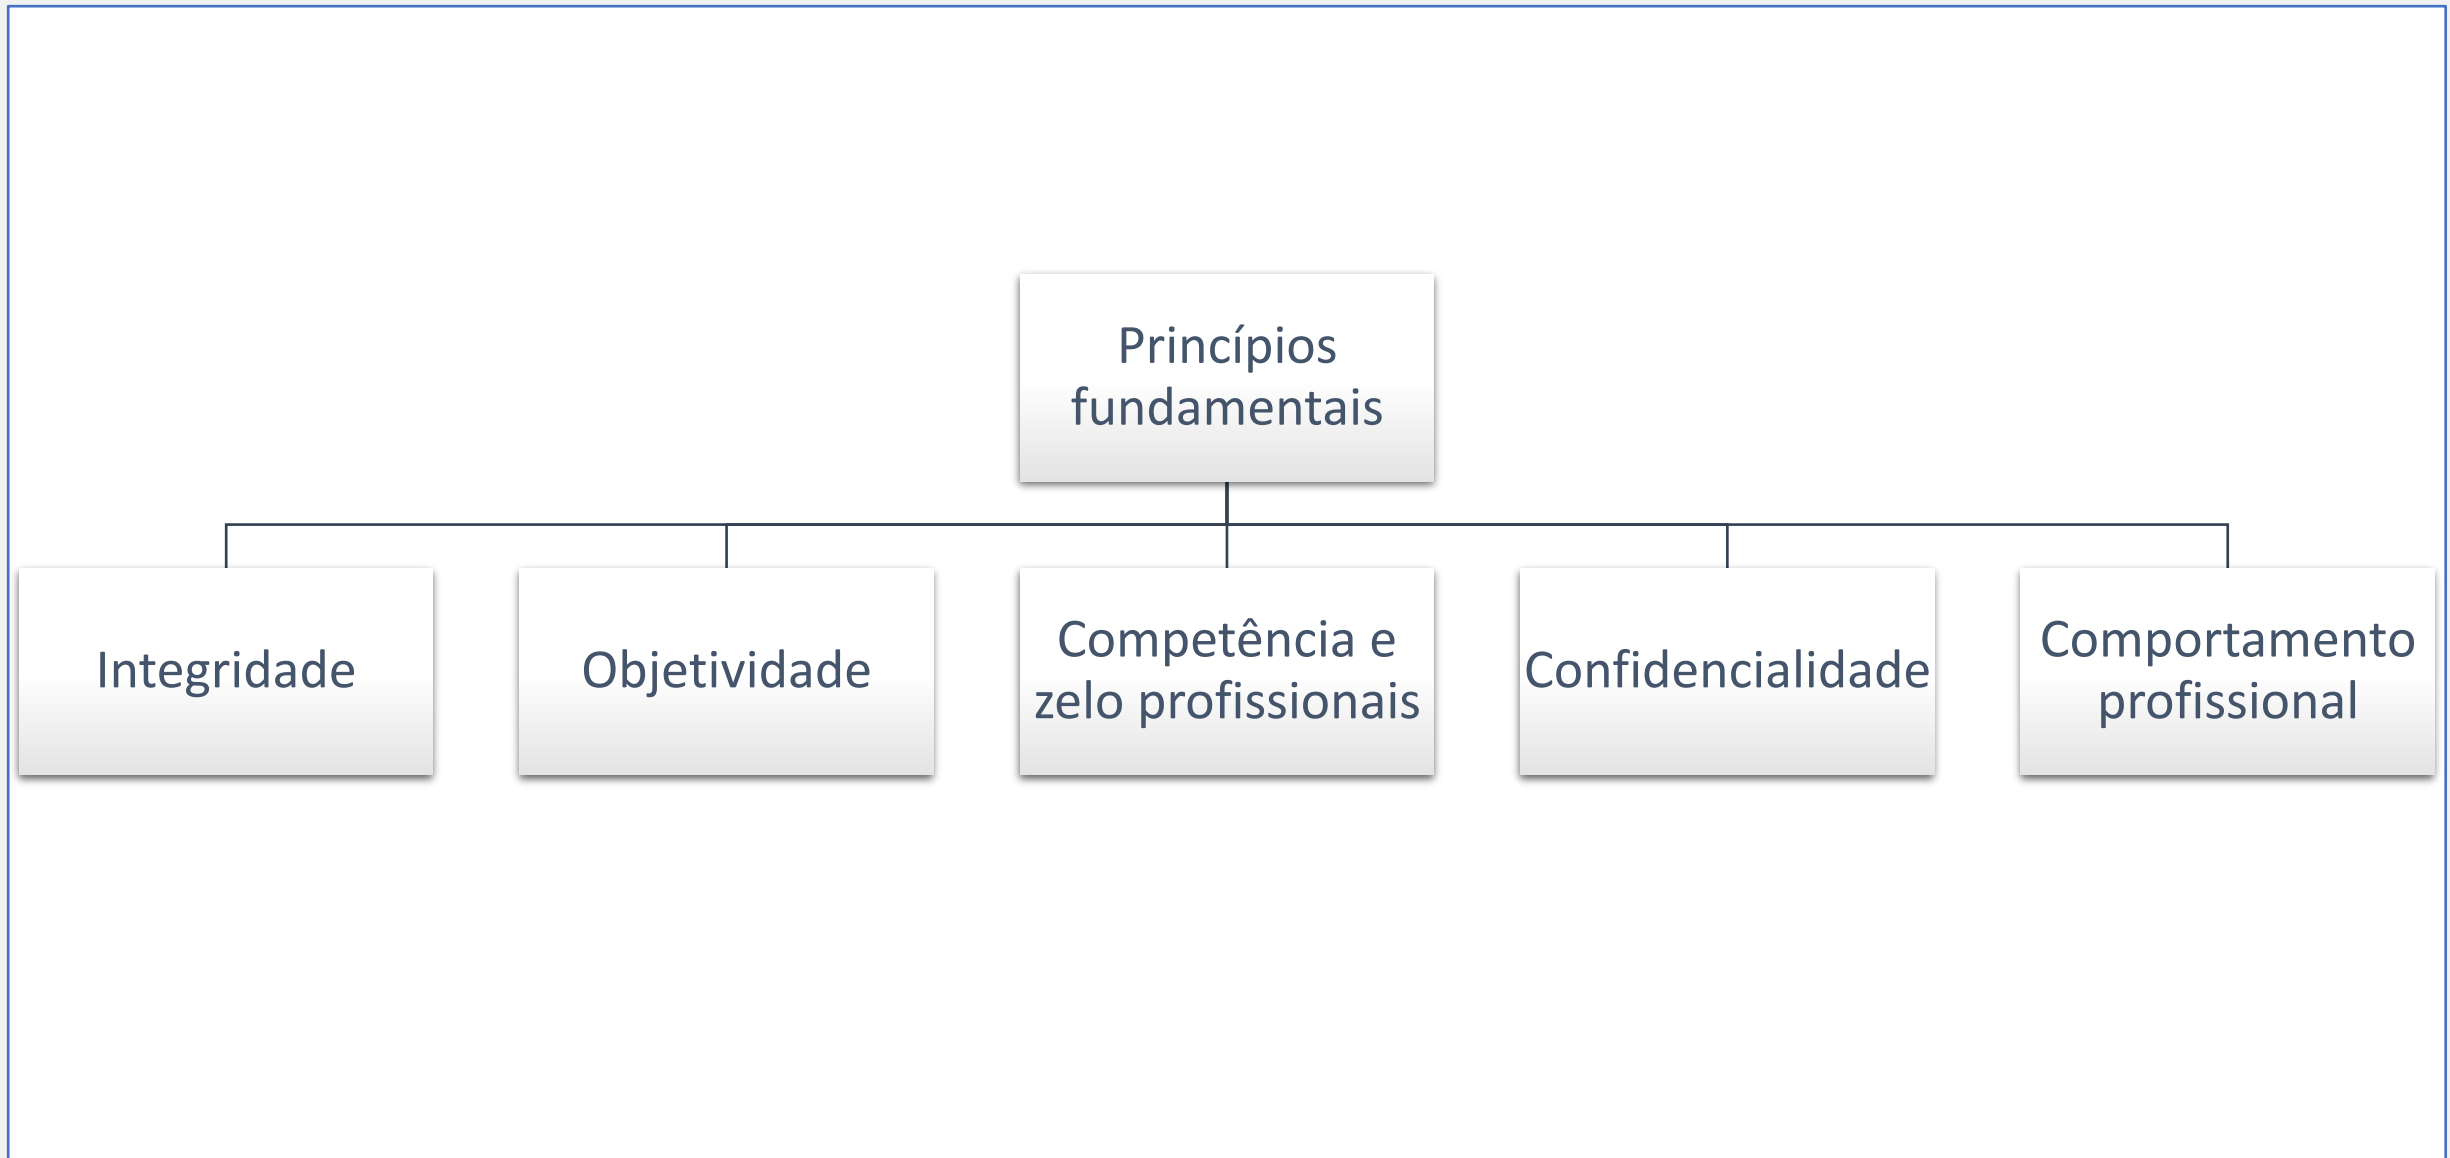 Princípios
fundamentais
Integridade
Objetividade
Competência e
zelo profissionais
Confidencialidade
Comportamento
profissional